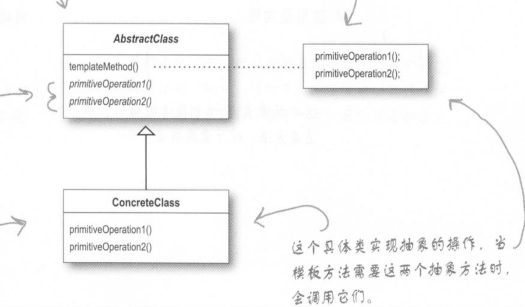 AbstractClass
templateMethod()
primitiveOperation1()
primitiveOperation2()
primitiveOperation1();
primitiveOperation2();
ConcreteClass
primitiveOperation1()
primitiveOperation2()
这个具体类实现抽象的操作，当
模板方法需要这两个抽象方法时，
会调用它们。